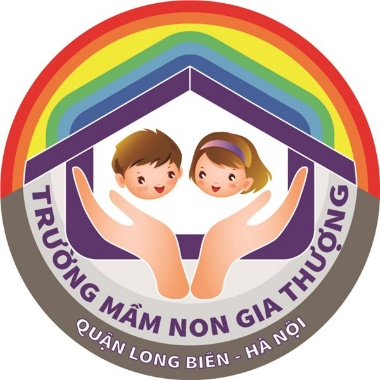 TRƯỜNG MẦM NON GIA THƯỢNG
QUẬN LONG BIÊN - HÀ NỘI